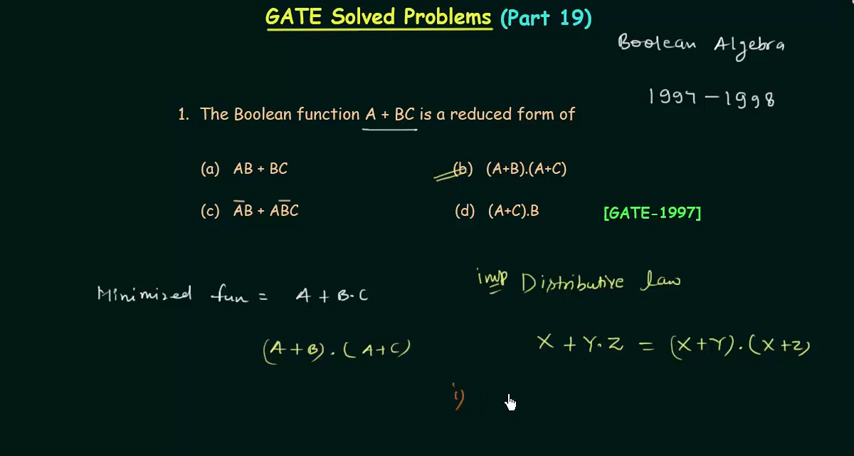 GATE Solved Problems (Part 19)
Boolean Algebra
1997 - 1998
1. The Boolean function A + BC is a reduced form of
(a) AB + BC (b) (A+B).(A+C)
(c) A̅B + AB̅C (d) (A+C).B [GATE-1997]
imp Distributive law
Minimized fun = A + B·C
(A+B).(A+C) X + Y·Z = (X+Y).(X+Z)
i)